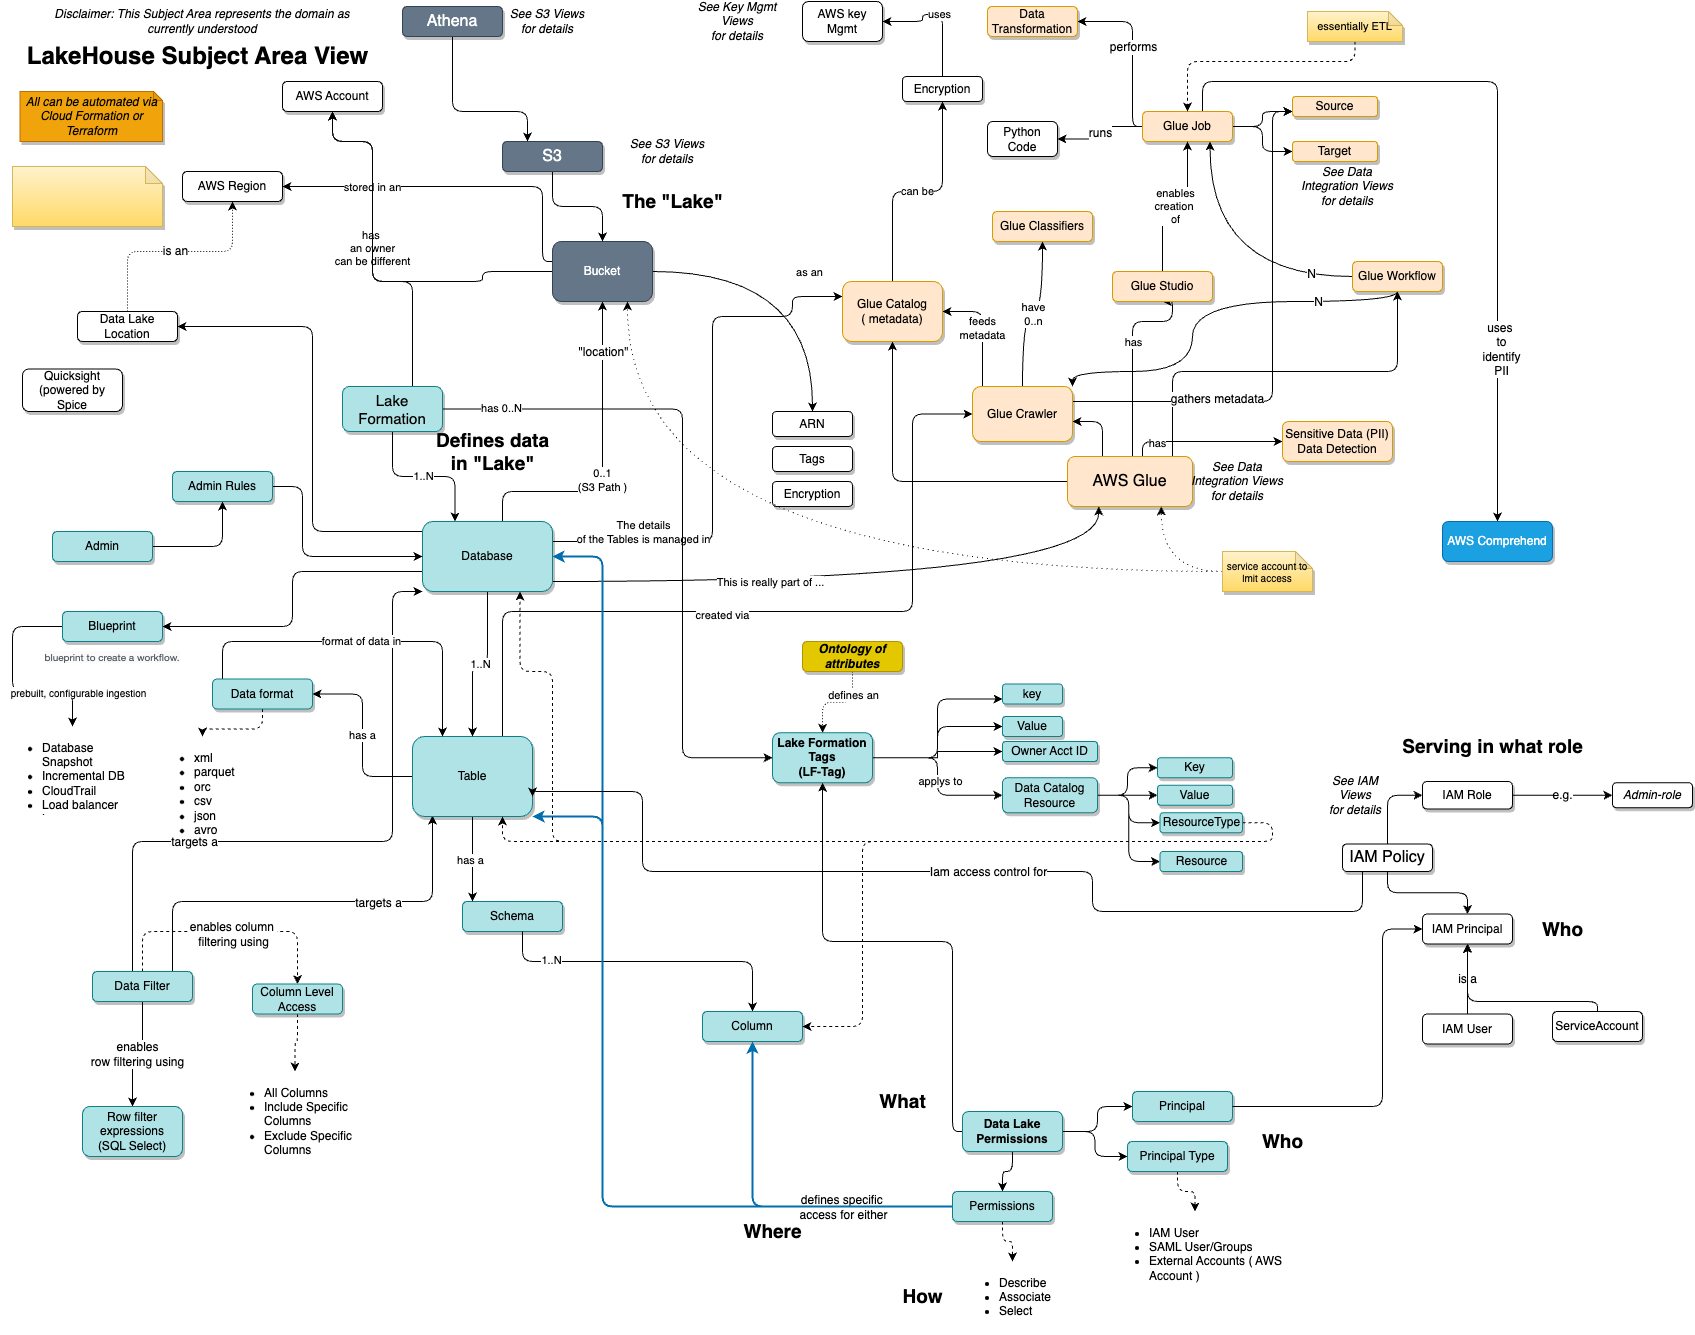 Disclaimer: This Subject Area represents the domain as
currently understood
LakeHouse Subject Area View
All can be automated via
Cloud Formation or
Terraform
Athena
See S3 Views
for details
See Key Mgmt
Views
for details
AWS key
Mgmt
uses
Data
Transformation
performs
essentially ETL
AWS Account
Encryption
Source
Glue Job
Python
Code
runs
Target
S3
See S3 Views
for details
See Data
Integration Views
for details
AWS Region
stored in an
The "Lake"
can be
enables
creation
of
Glue Classifiers
has
an owner
can be different
is an
Bucket
as an
Glue Catalog
( metadata)
Glue Studio
N
Glue Workflow
N
have
0..n
feeds
metadata
has
Data Lake
Location
"location"
uses
to
identify
PII
Quicksight
(powered by
Spice
Lake
Formation
has 0..N
Glue Crawler
gathers metadata
ARN
Defines data
in "Lake"
Tags
has
Sensitive Data (PII)
Data Detection
1..N
0..1
(S3 Path )
Encryption
AWS Glue
See Data
Integration Views
for details
Admin Rules
Admin
Database
The details
of the Tables is managed in
AWS Comprehend
This is really part of ...
service account to
lmit access
created via
Blueprint
blueprint to create a workflow.
format of data in
1..N
Ontology of
attributes
prebuilt, configurable ingestion
Data format
defines an
key
Value
has a
Lake Formation
Tags
(LF-Tag)
Owner Acct ID
Serving in what role
• Database
Snapshot
• Incremental DB
• CloudTrail
• Load balancer
.
• xml
• parquet
• orc
• csv
• json
• avro
Table
applys to
Data Catalog
Resource
Key
Value
ResourceType
Resource
See IAM
Views
for details
IAM Role
e.g.
Admin-role
targets a
has a
IAM Policy
Iam access control for
targets a
Schema
IAM Principal
Who
enables column
filtering using
1..N
is a
Data Filter
Column Level
Access
Column
IAM User
ServiceAccount
enables
row filtering using
• All Columns
• Include Specific
Columns
• Exclude Specific
Columns
Row filter
expressions
(SQL Select)
What
Data Lake
Permissions
Principal
Who
Principal Type
defines specific
access for either
Permissions
Where
• IAM User
• SAML User/Groups
• External Accounts ( AWS
Account )
How
• Describe
• Associate
• Select